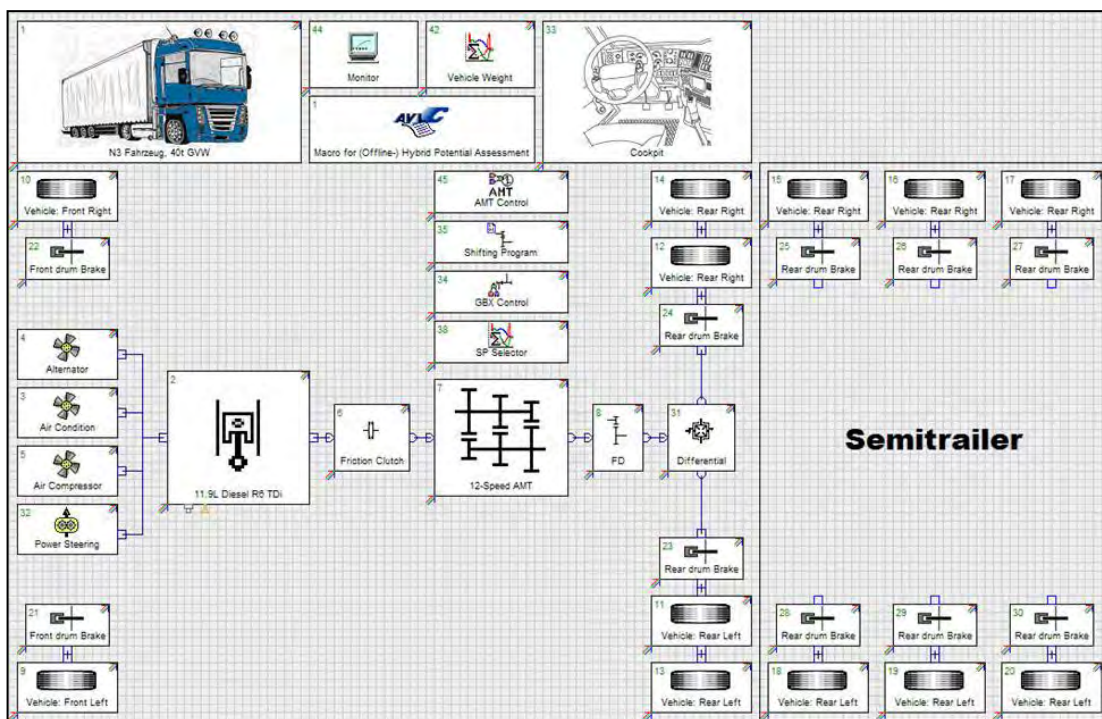 1
N3 Fahrzeug, 40t GVW
44
Monitor
42
Vehicle Weight
1
AVL C
Macro for (Offline-) Hybrid Potential Assessment
33
Cockpit
10
Vehicle: Front Right
22
Front drum Brake
45
AMT
AMT Control
35
Shifting Program
34
GBX Control
38
SP Selector
14
Vehicle: Rear Right
12
Vehicle: Rear Right
24
Rear drum Brake
15
Vehicle: Rear Right
16
Vehicle: Rear Right
17
Vehicle: Rear Right
25
Rear drum Brake
26
Rear drum Brake
27
Rear drum Brake
4
Alternator
3
Air Condition
5
Air Compressor
32
Power Steering
2
11.9L Diesel R6 TDi
6
Friction Clutch
7
12-Speed AMT
8
FD
31
Differential
Semitrailer
21
Front drum Brake
9
Vehicle: Front Left
23
Rear drum Brake
11
Vehicle: Rear Left
13
Vehicle: Rear Left
28
Rear drum Brake
29
Rear drum Brake
30
Rear drum Brake
18
Vehicle: Rear Left
19
Vehicle: Rear Left
20
Vehicle: Rear Left